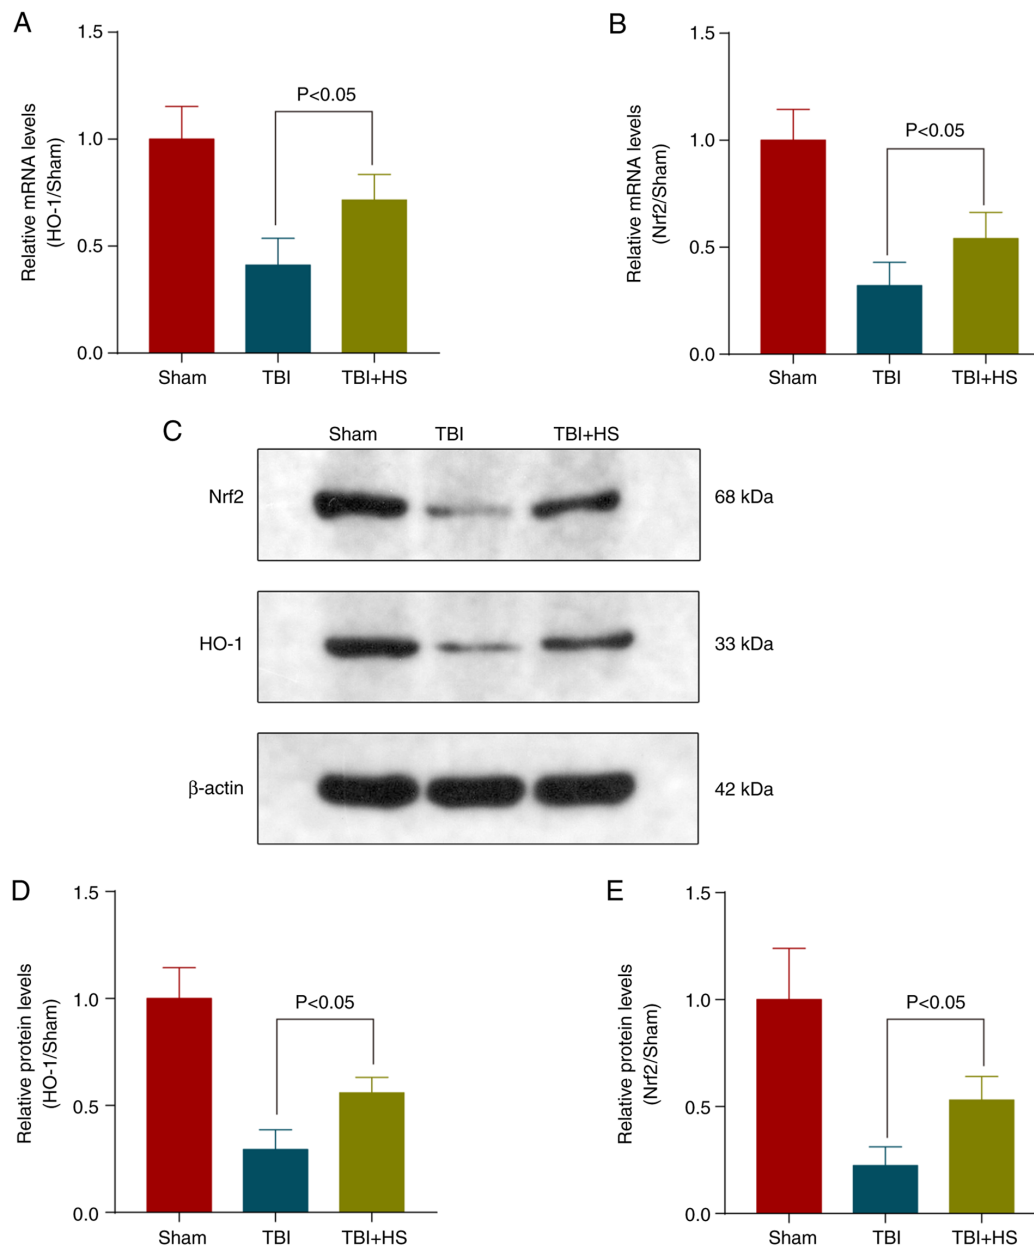 A
1.5
1.0
0.5
0.0
Relative mRNA levels
(HO-1/Sham)
P<0.05
Sham TBI TBI+HS
B
1.5
1.0
0.5
0.0
Relative mRNA levels
(Nrf2/Sham)
P<0.05
Sham TBI TBI+HS
C
Sham TBI TBI+HS
Nrf2 68 kDa
HO-1 33 kDa
β-actin 42 kDa
D
1.5
1.0
0.5
0.0
Relative protein levels
(HO-1/Sham)
P<0.05
Sham TBI TBI+HS
E
1.5
1.0
0.5
0.0
Relative protein levels
(Nrf2/Sham)
P<0.05
Sham TBI TBI+HS